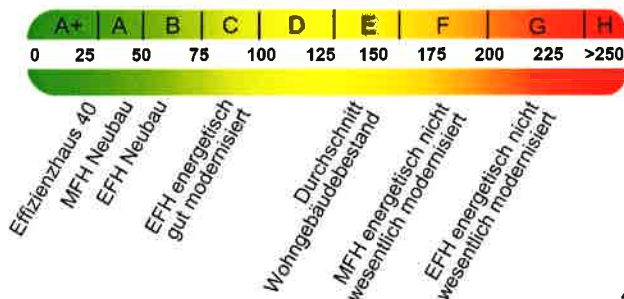 A+ A B C D E F G H
0 25 50 75 100 125 150 175 200 225 >250
Effizienzhaus 40
MFH Neubau
EFH Neubau
EFH energetisch
gut modernisiert
Durchschnitt
Wohngebäudebestand
MFH energetisch nicht
wesentlich modernisiert
EFH energetisch nicht
wesentlich modernisiert